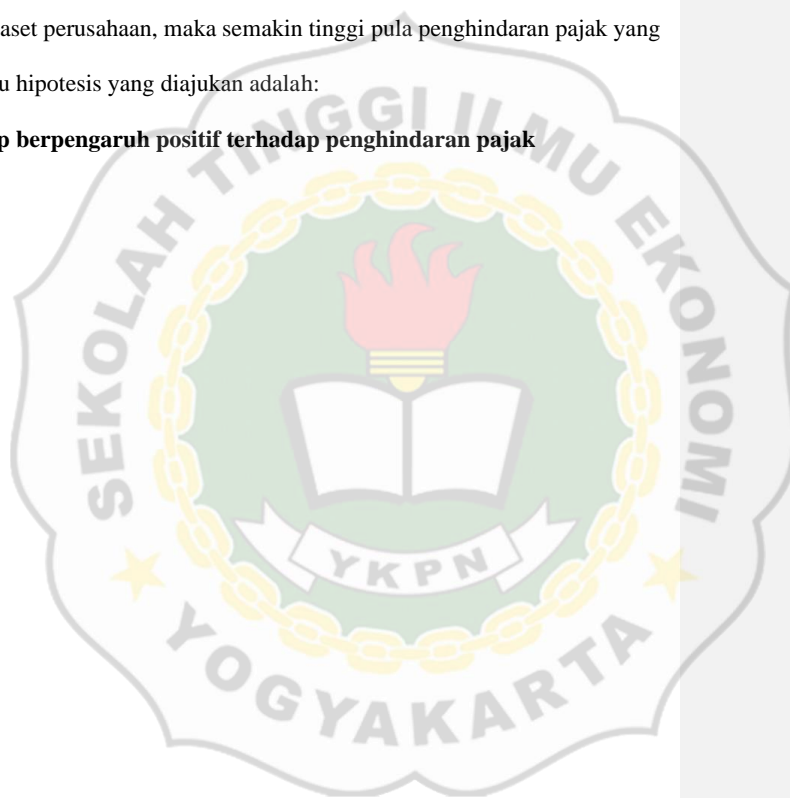 aset perusahaan, maka semakin tinggi pula penghindaran pajak yang
u hipotesis yang diajukan adalah:
p berpengaruh positif terhadap penghindaran pajak
SEKOLAH TINGGI ILMU EKONOMI
YKPN
YOGYAKARTA